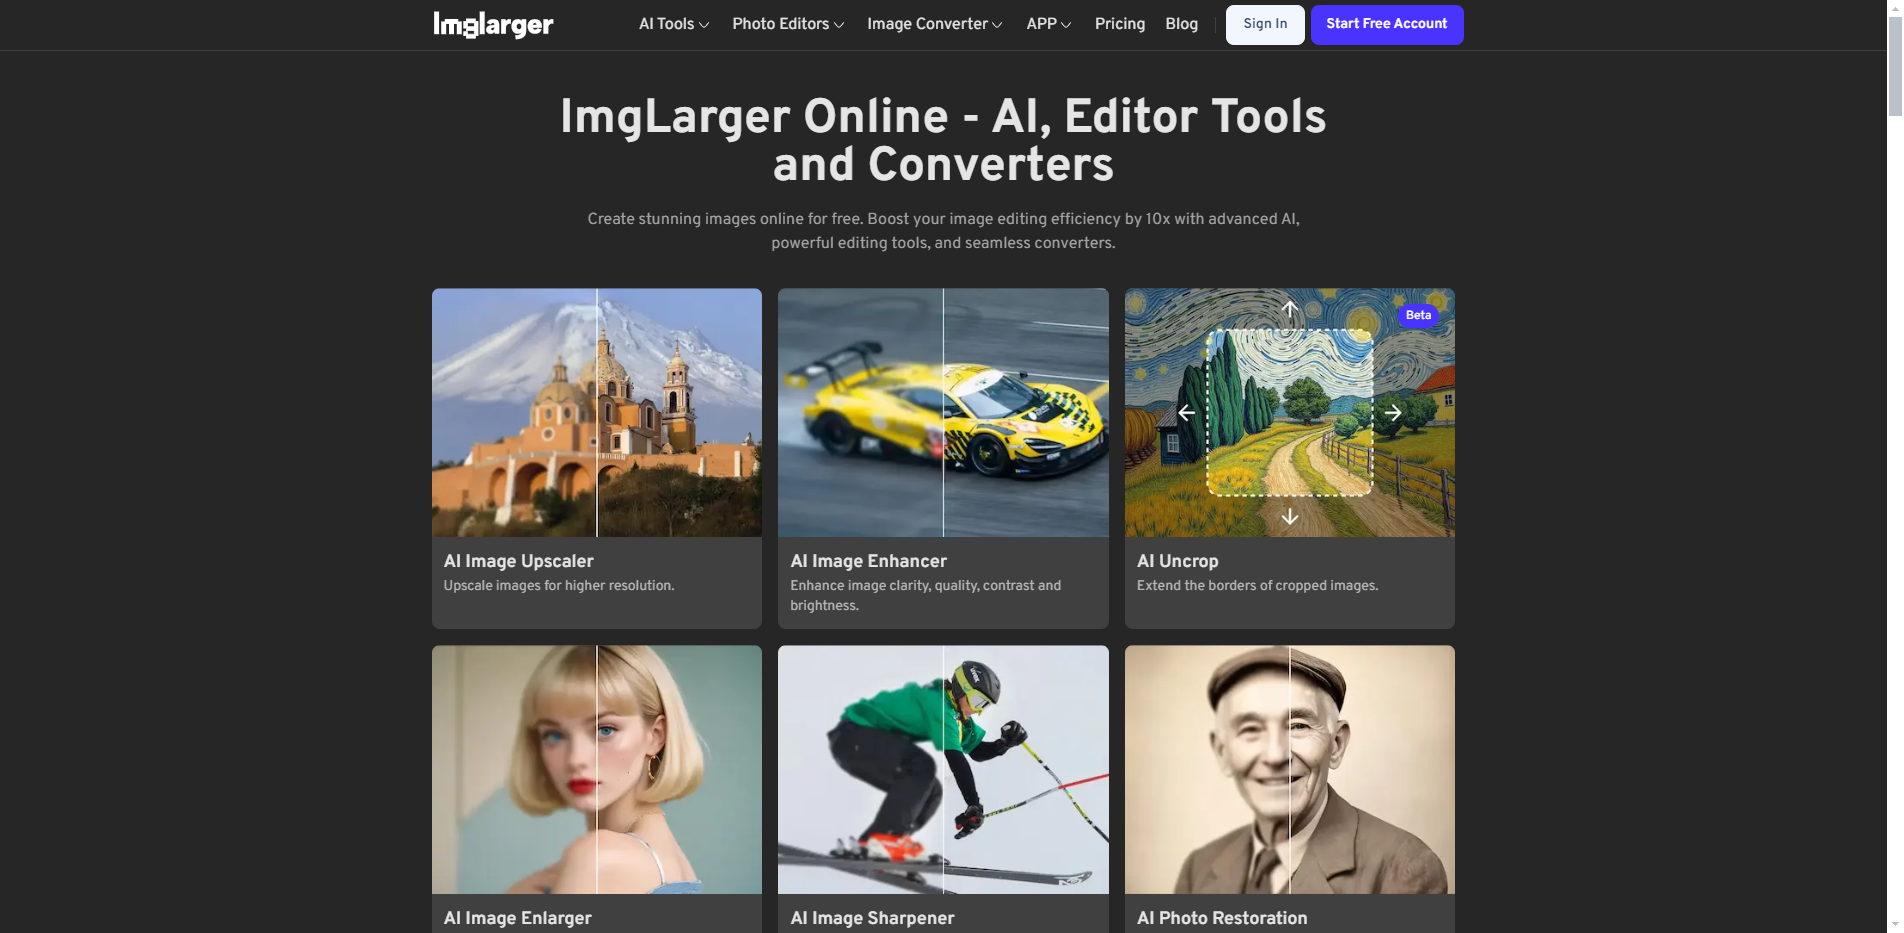 Imglarger
AI Tools
Photo Editors
Image Converter
APP
Pricing
Blog
Sign In
Start Free Account
ImgLarger Online - AI, Editor Tools
and Converters
Create stunning images online for free. Boost your image editing efficiency by 10x with advanced AI,
powerful editing tools, and seamless converters.
Beta
AI Image Upscaler
Upscale images for higher resolution.
AI Image Enhancer
Enhance image clarity, quality, contrast and
brightness.
AI Uncrop
Extend the borders of cropped images.
AI Image Enlarger
AI Image Sharpener
AI Photo Restoration